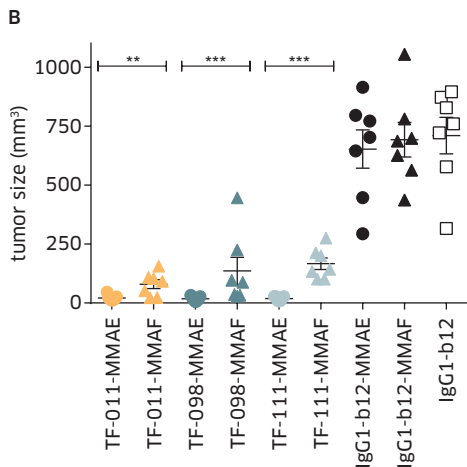 B
** *** ***
1000
750
500
250
0
tumor size (mm³)
TF-011-MMAE
TF-011-MMAF
TF-098-MMAE
TF-098-MMAF
TF-111-MMAE
TF-111-MMAF
IgG1-b12-MMAE
IgG1-b12-MMAF
IgG1-b12